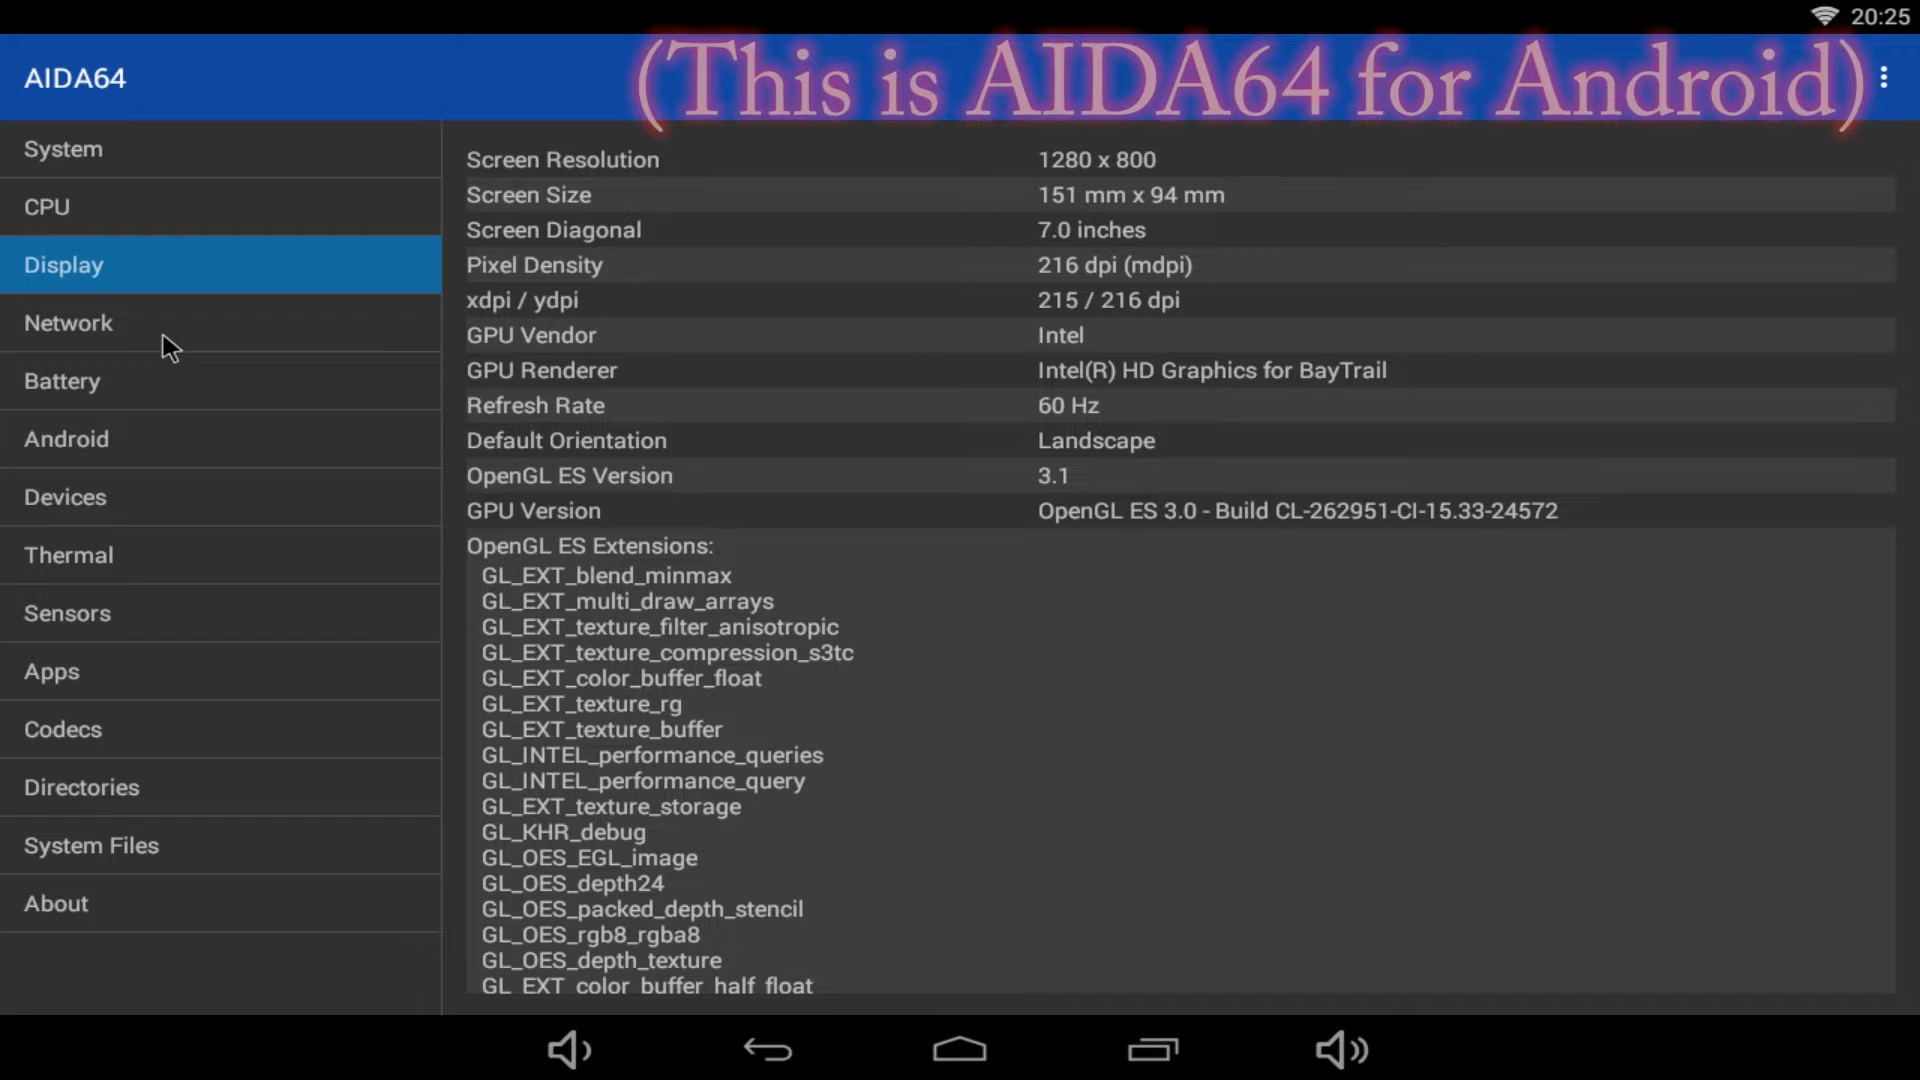 20:25
AIDA64
(This is AIDA64 for Android)
System
CPU
Display
Network
Battery
Android
Devices
Thermal
Sensors
Apps
Codecs
Directories
System Files
About
Screen Resolution 1280 x 800
Screen Size 151 mm x 94 mm
Screen Diagonal 7.0 inches
Pixel Density 216 dpi (mdpi)
xdpi / ydpi 215 / 216 dpi
GPU Vendor Intel
GPU Renderer Intel(R) HD Graphics for BayTrail
Refresh Rate 60 Hz
Default Orientation Landscape
OpenGL ES Version 3.1
GPU Version OpenGL ES 3.0 - Build CL-262951-CI-15.33-24572
OpenGL ES Extensions:
GL_EXT_blend_minmax
GL_EXT_multi_draw_arrays
GL_EXT_texture_filter_anisotropic
GL_EXT_texture_compression_s3tc
GL_EXT_color_buffer_float
GL_EXT_texture_rg
GL_EXT_texture_buffer
GL_INTEL_performance_queries
GL_INTEL_performance_query
GL_EXT_texture_storage
GL_KHR_debug
GL_OES_EGL_image
GL_OES_depth24
GL_OES_packed_depth_stencil
GL_OES_rgb8_rgba8
GL_OES_depth_texture
GL_EXT_color_buffer_half_float